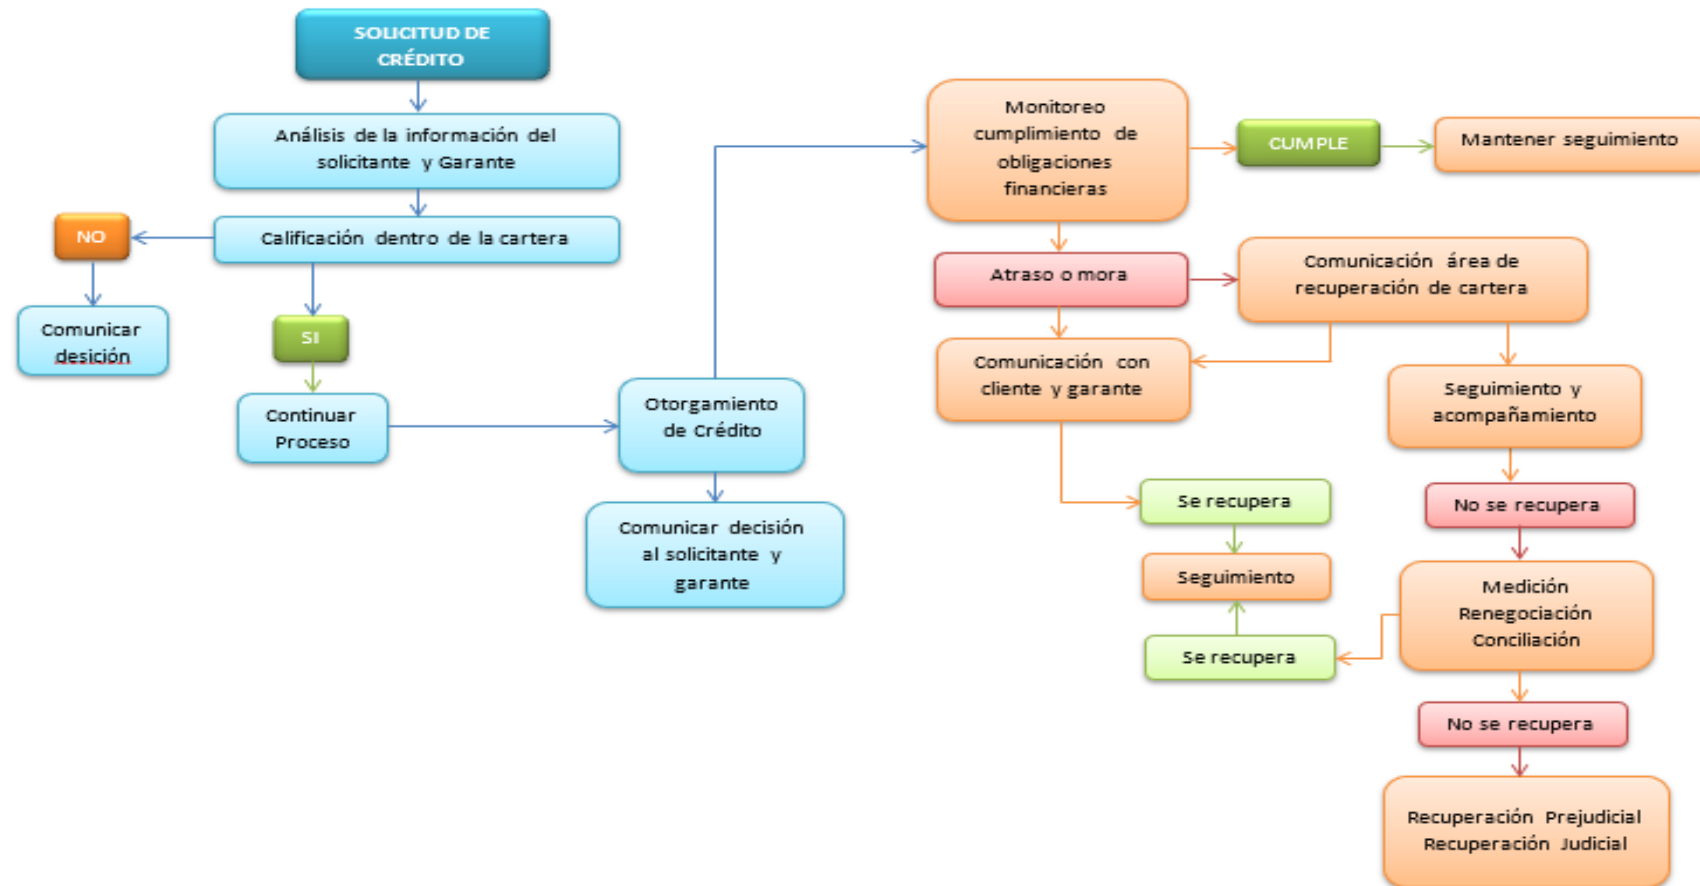 SOLICITUD DE
CRÉDITO
Análisis de la información del
solicitante y Garante
NO
Calificación dentro de la cartera
Comunicar
desición
SI
Continuar
Proceso
Otorgamiento
de Crédito
Comunicar decisión
al solicitante y
garante
Monitoreo
cumplimiento de
obligaciones
financieras
CUMPLE
Mantener seguimiento
Atraso o mora
Comunicación área de
recuperación de cartera
Comunicación con
cliente y garante
Seguimiento y
acompañamiento
Se recupera
No se recupera
Seguimiento
Medición
Renegociación
Conciliación
Se recupera
No se recupera
Recuperación Prejudicial
Recuperación Judicial